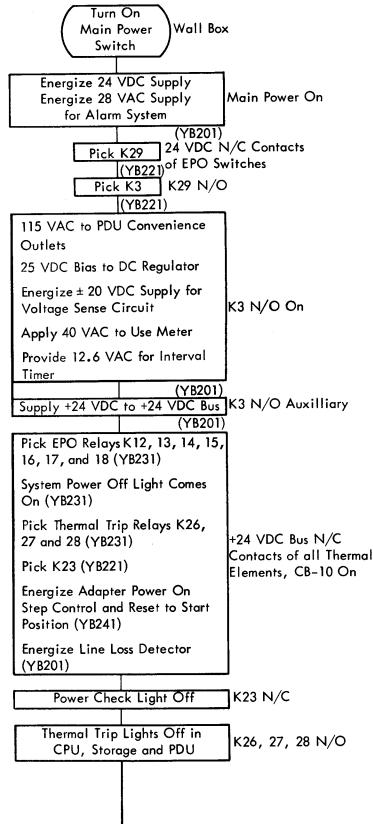 Turn On
Main Power
Switch
Wall Box
Energize 24 VDC Supply
Energize 28 VAC Supply
for Alarm System
Main Power On
(YB201)
Pick K29
24 VDC N/C Contacts
of EPO Switches
(YB221)
Pick K3
K29 N/O
(YB221)
115 VAC to PDU Convenience
Outlets
25 VDC Bias to DC Regulator
Energize ± 20 VDC Supply for
Voltage Sense Circuit
Apply 40 VAC to Use Meter
Provide 12.6 VAC for Interval
Timer
K3 N/O On
(YB201)
Supply +24 VDC to +24 VDC Bus
K3 N/O Auxilliary
(YB201)
Pick EPO Relays K12, 13, 14, 15,
16, 17, and 18 (YB231)
System Power Off Light Comes
On (YB231)
Pick Thermal Trip Relays K26,
27 and 28 (YB231)
Pick K23 (YB221)
Energize Adapter Power On
Step Control and Reset to Start
Position (YB241)
Energize Line Loss Detector
(YB201)
+24 VDC Bus N/C
Contacts of all Thermal
Elements, CB-10 On
Power Check Light Off
K23 N/C
Thermal Trip Lights Off in
CPU, Storage and PDU
K26, 27, 28 N/O